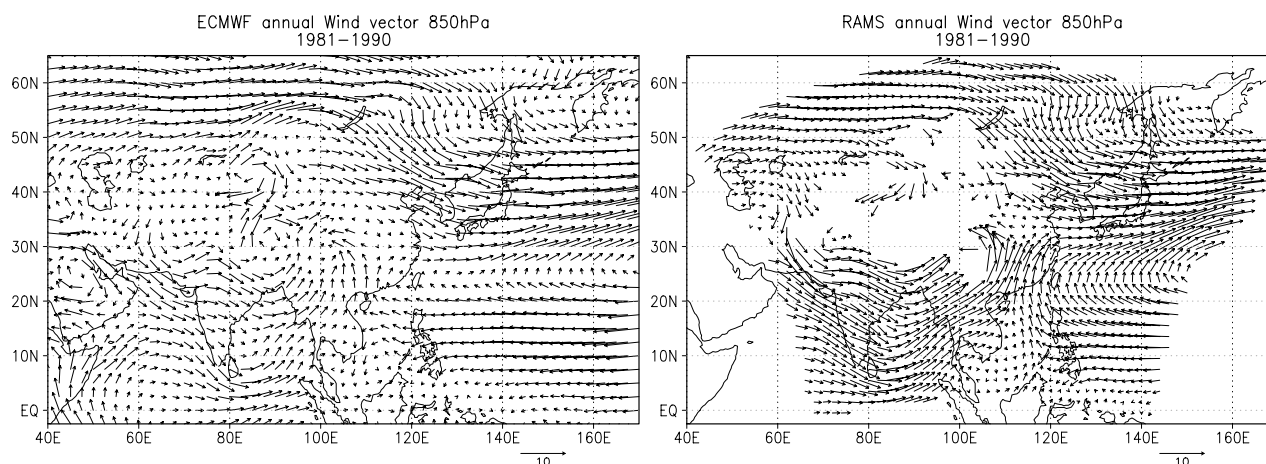 ECMWF annual Wind vector 850hPa
1981-1990
60N
50N
40N
30N
20N
10N
EQ
40E 60E 80E 100E 120E 140E 160E
10
RAMS annual Wind vector 850hPa
1981-1990
60N
50N
40N
30N
20N
10N
EQ
40E 60E 80E 100E 120E 140E 160E
10